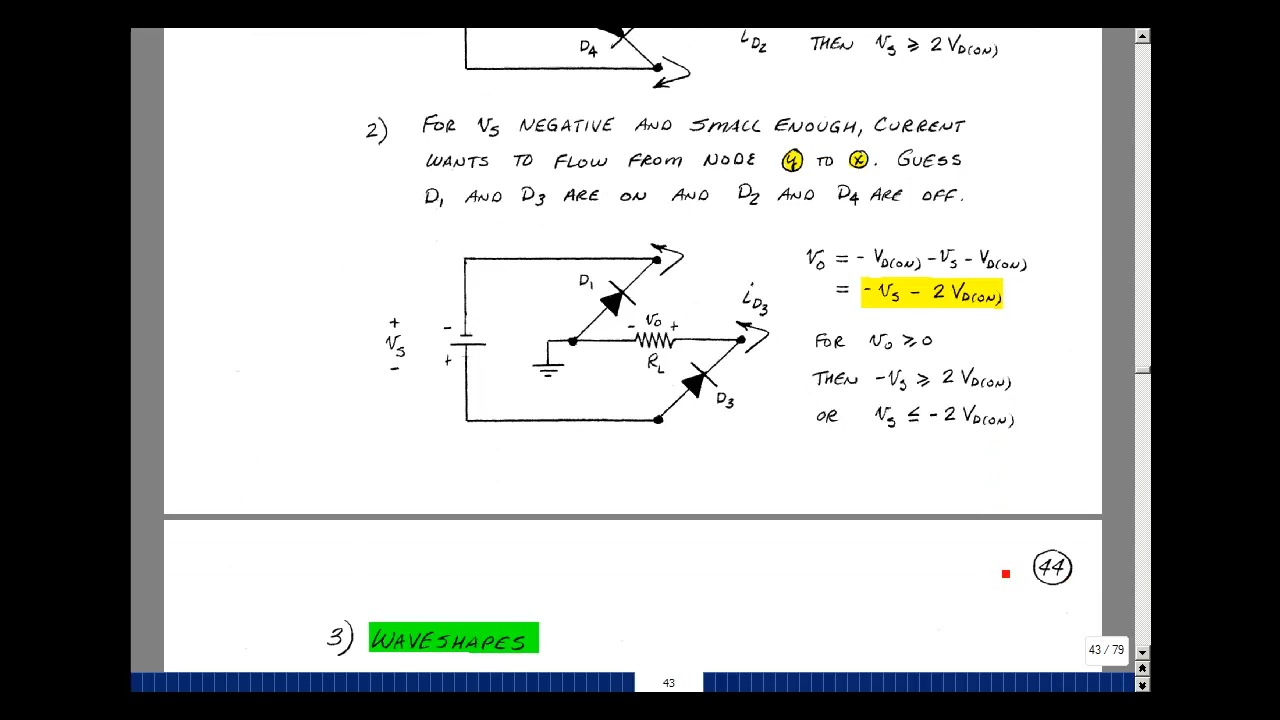 D4
iD2
THEN Vs ≥ 2 VD(ON)
2) FOR Vs NEGATIVE AND SMALL ENOUGH, CURRENT
WANTS TO FLOW FROM NODE y TO x. GUESS
D1 AND D3 ARE ON AND D2 AND D4 ARE OFF.
Vo = - VD(ON) - Vs - VD(ON)
= - Vs - 2 VD(ON)
FOR Vo ≥ 0
THEN -Vs ≥ 2 VD(ON)
OR Vs ≤ - 2 VD(ON)
D1
iD3
+
Vs
-
-
+
- Vo +
RL
D3
44
3) WAVESHAPES
43 / 79
43